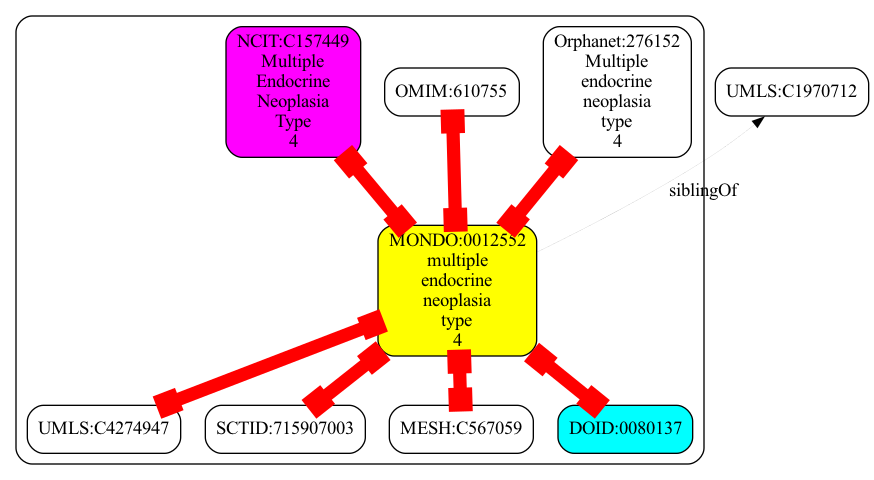 NCIT:C157449
Multiple
Endocrine
Neoplasia
Type
4
OMIM:610755
Orphanet:276152
Multiple
endocrine
neoplasia
type
4
UMLS:C1970712
siblingOf
MONDO:0012552
multiple
endocrine
neoplasia
type
4
UMLS:C4274947
SCTID:715907003
MESH:C567059
DOID:0080137